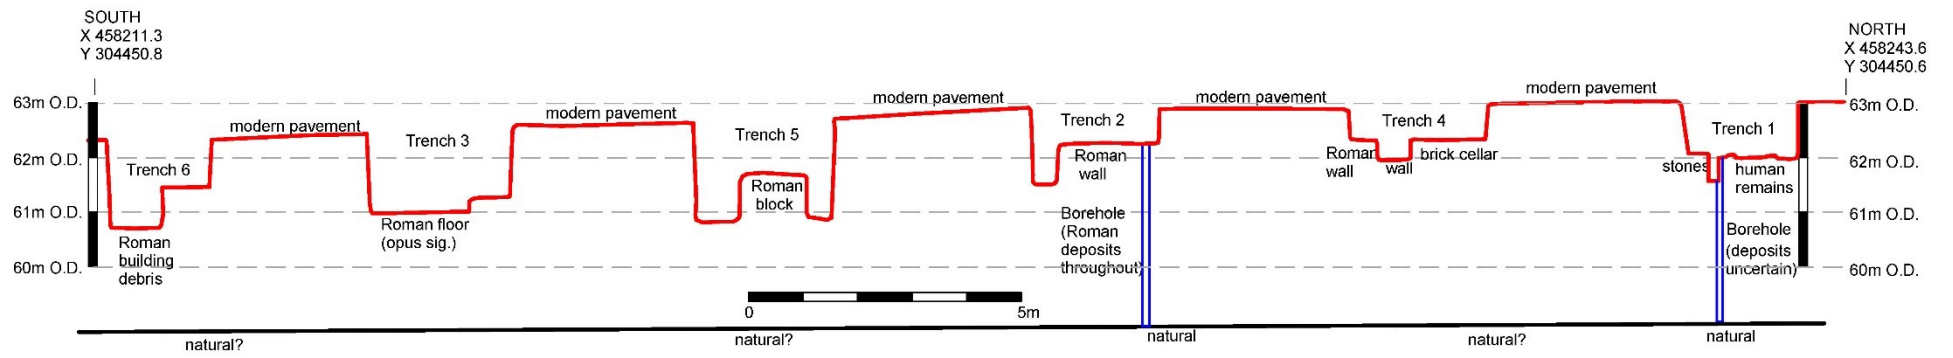 SOUTH
X 458211.3
Y 304450.8
NORTH
X 458243.6
Y 304450.6
63m O.D.
62m O.D.
61m O.D.
60m O.D.
modern pavement
modern pavement
modern pavement
modern pavement
modern pavement
63m O.D.
62m O.D.
61m O.D.
60m O.D.
Trench 6
Roman
building
debris
Trench 3
Roman floor
(opus sig.)
Trench 5
Roman
block
Trench 2
Roman
wall
Borehole
(Roman
deposits
throughout)
Trench 4
Roman
wall
wall
brick cellar
Trench 1
stones
human
remains
Borehole
(deposits
uncertain)
0
5m
natural?
natural?
natural
natural?
natural